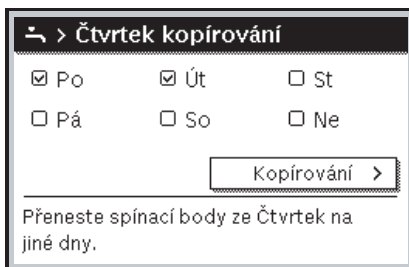 > Čtvrtek kopírování
Po Út St
Pá So Ne
Kopírování >
Přeneste spínací body ze Čtvrtek na
jiné dny.